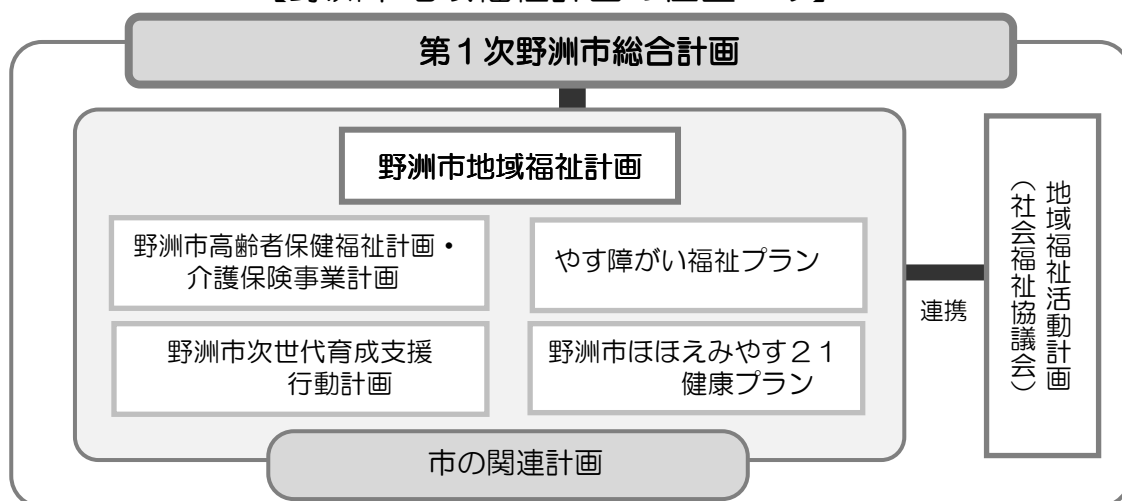 第１次野洲市総合計画
野洲市地域福祉計画
野洲市高齢者保健福祉計画・
介護保険事業計画
やす障がい福祉プラン
野洲市次世代育成支援
行動計画
野洲市ほほえみやす２１
健康プラン
市の関連計画
連携
地域福祉活動計画
（社会福祉協議会）